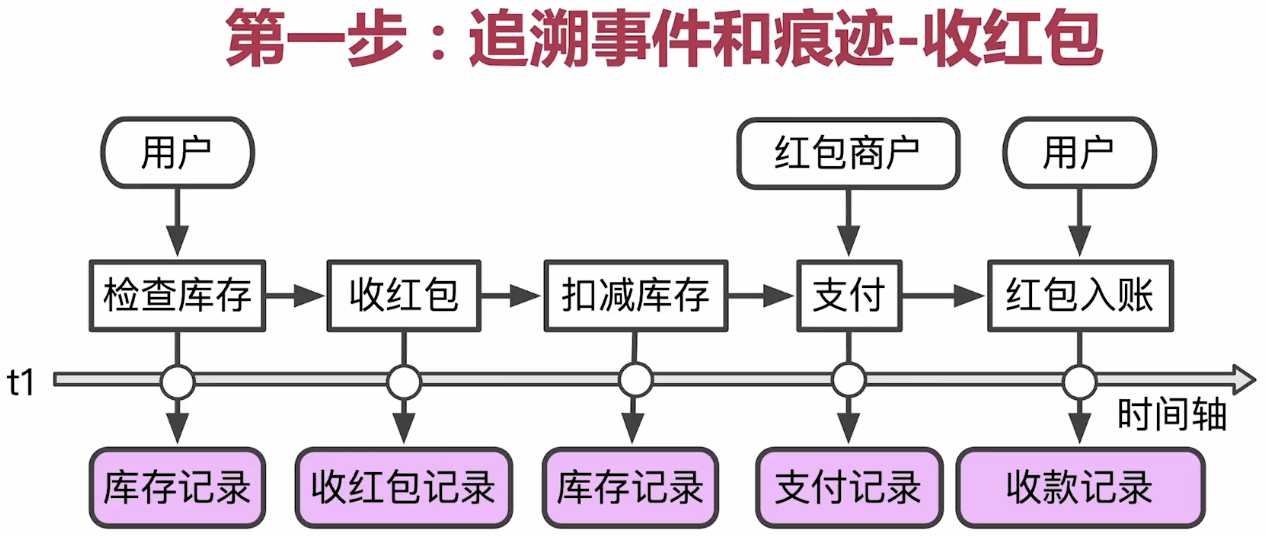 第一步：追溯事件和痕迹-收红包
用户
红包商户
用户
检查库存
收红包
扣减库存
支付
红包入账
t1
时间轴
库存记录
收红包记录
库存记录
支付记录
收款记录